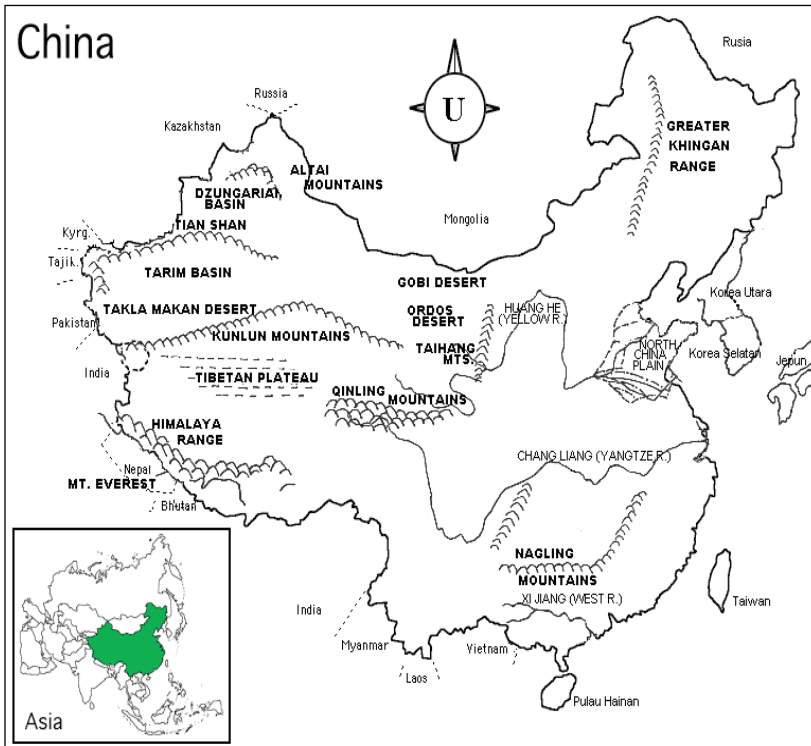 China
Rusia
Russia
Kazakhstan
U
GREATER
KHINGAN
RANGE
ALTAI
MOUNTAINS
DZUNGARIAI
BASIN
TIAN SHAN
Mongolia
Kyrg.
Tajik.
TARIM BASIN
GOBI DESERT
Korea Utara
TAKLA MAKAN DESERT
ORDOS
DESERT
HUANG HE
(YELLOW R.)
Pakistan
KUNLUN MOUNTAINS
TAIHANG
MTS.
NORTH
CHINA
PLAIN
Korea Selatan
Jepun
India
TIBETAN PLATEAU
QINLING
MOUNTAINS
HIMALAYA
RANGE
CHANG LIANG (YANGTZE R.)
Nepal
MT. EVEREST
Bhutan
NAGLING
MOUNTAINS
XI JIANG (WEST R.)
India
Taiwan
Myanmar
Vietnam
Laos
Pulau Hainan
Asia